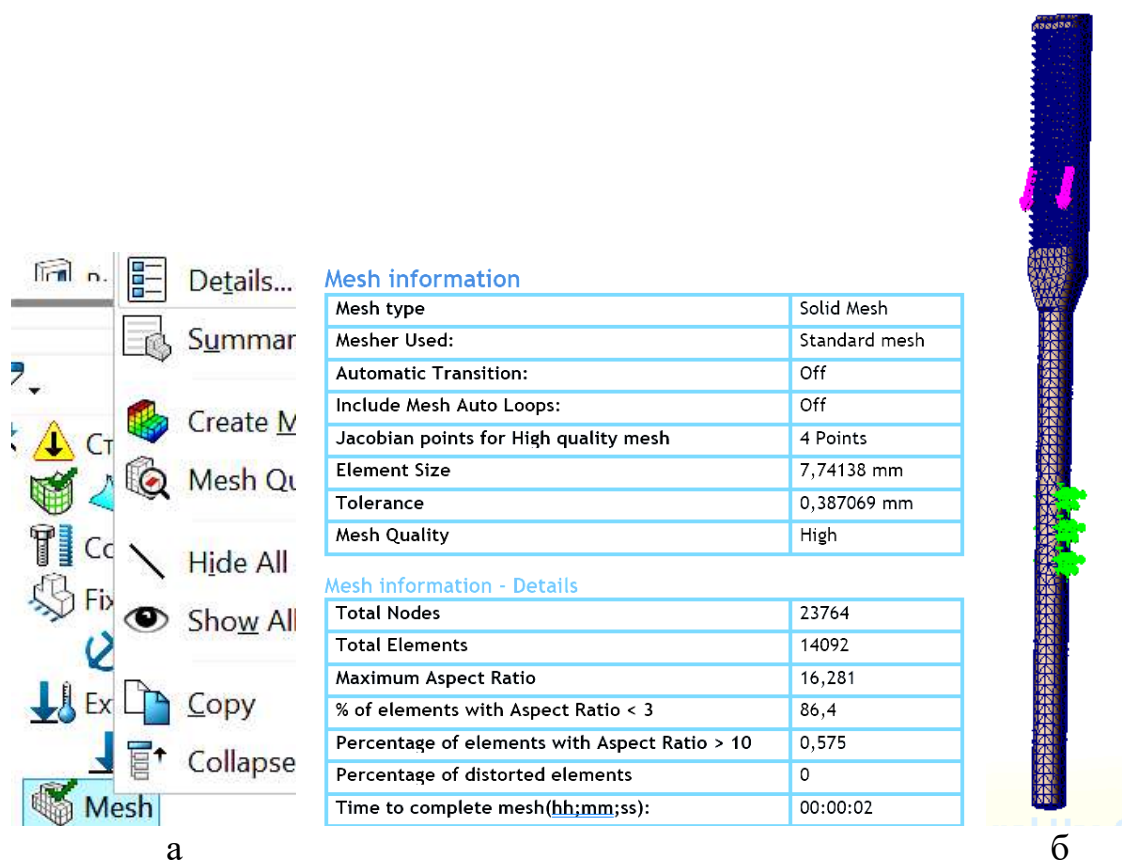 Details...
Summar
Create M
Mesh Qu
Hide All
Show All
Copy
Collapse
Ст
Co
Fix
Ex
Mesh
Mesh information
Mesh type Solid Mesh
Mesher Used: Standard mesh
Automatic Transition: Off
Include Mesh Auto Loops: Off
Jacobian points for High quality mesh 4 Points
Element Size 7,74138 mm
Tolerance 0,387069 mm
Mesh Quality High
Mesh information - Details
Total Nodes 23764
Total Elements 14092
Maximum Aspect Ratio 16,281
% of elements with Aspect Ratio < 3 86,4
Percentage of elements with Aspect Ratio > 10 0,575
Percentage of distorted elements 0
Time to complete mesh(hh;mm;ss): 00:00:02
а
б